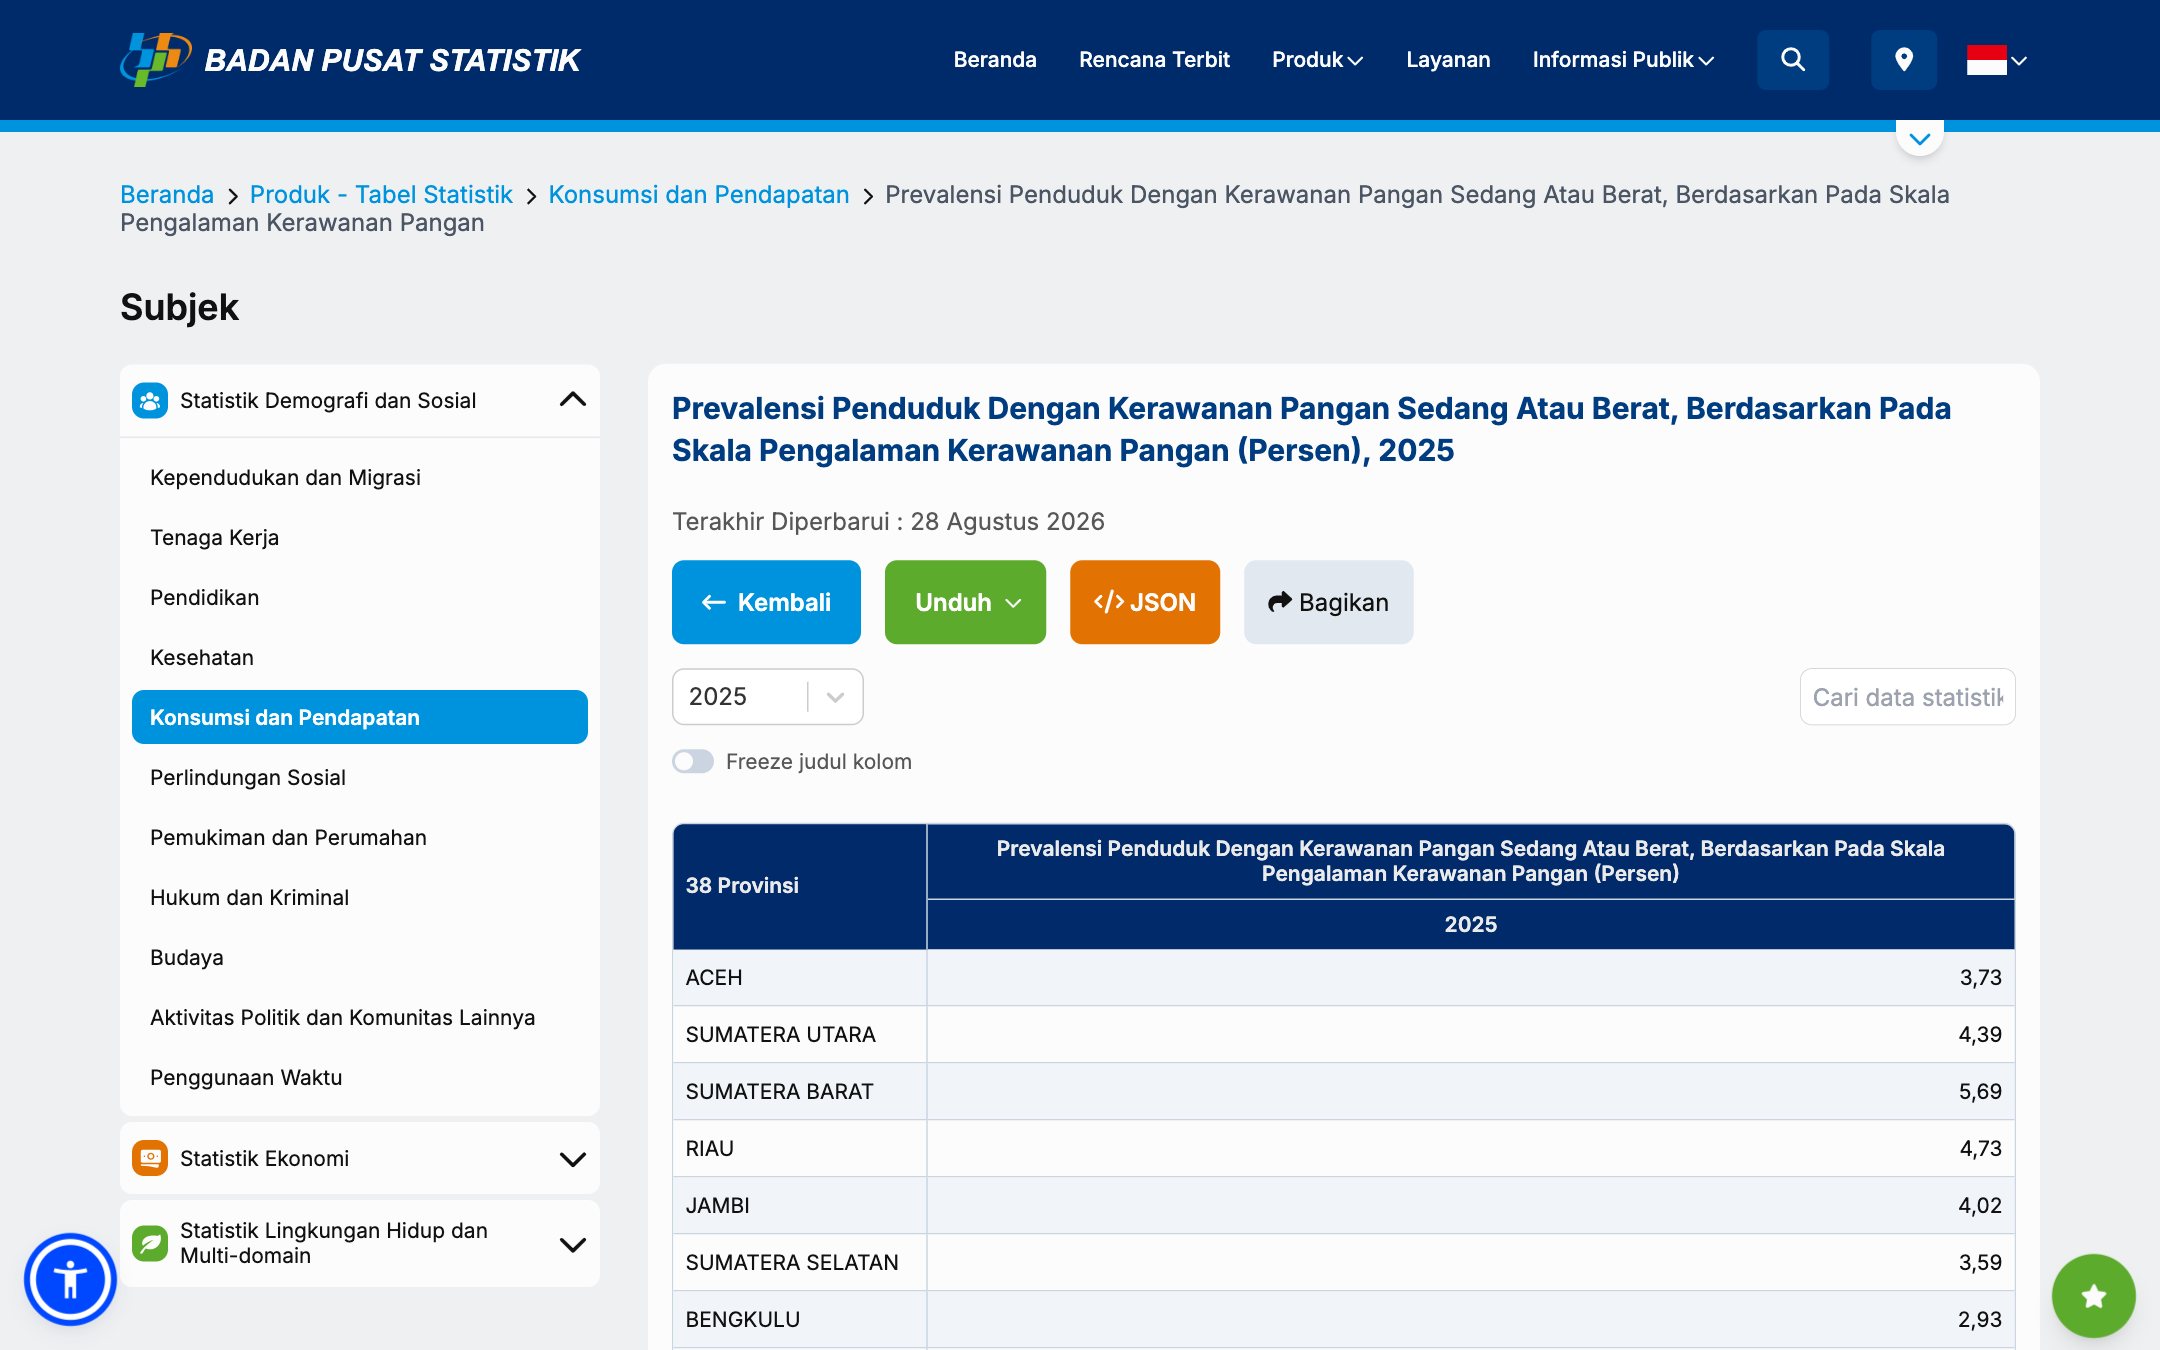 BADAN PUSAT STATISTIK
Beranda
Rencana Terbit
Produk
Layanan
Informasi Publik
Beranda > Produk - Tabel Statistik > Konsumsi dan Pendapatan > Prevalensi Penduduk Dengan Kerawanan Pangan Sedang Atau Berat, Berdasarkan Pada Skala
Pengalaman Kerawanan Pangan
Subjek
Statistik Demografi dan Sosial
Kependudukan dan Migrasi
Tenaga Kerja
Pendidikan
Kesehatan
Konsumsi dan Pendapatan
Perlindungan Sosial
Pemukiman dan Perumahan
Hukum dan Kriminal
Budaya
Aktivitas Politik dan Komunitas Lainnya
Penggunaan Waktu
Statistik Ekonomi
Statistik Lingkungan Hidup dan
Multi-domain
Prevalensi Penduduk Dengan Kerawanan Pangan Sedang Atau Berat, Berdasarkan Pada
Skala Pengalaman Kerawanan Pangan (Persen), 2025
Terakhir Diperbarui : 28 Agustus 2026
Kembali
Unduh
</> JSON
Bagikan
2025
Cari data statistik
Freeze judul kolom
38 Provinsi
Prevalensi Penduduk Dengan Kerawanan Pangan Sedang Atau Berat, Berdasarkan Pada Skala
Pengalaman Kerawanan Pangan (Persen)
2025
ACEH 3,73
SUMATERA UTARA 4,39
SUMATERA BARAT 5,69
RIAU 4,73
JAMBI 4,02
SUMATERA SELATAN 3,59
BENGKULU 2,93